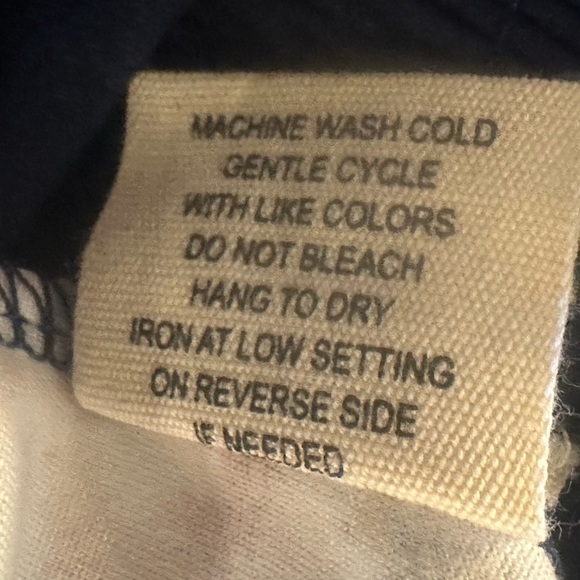 MACHINE WASH COLD
GENTLE CYCLE
WITH LIKE COLORS
DO NOT BLEACH
HANG TO DRY
IRON AT LOW SETTING
ON REVERSE SIDE
IF NEEDED